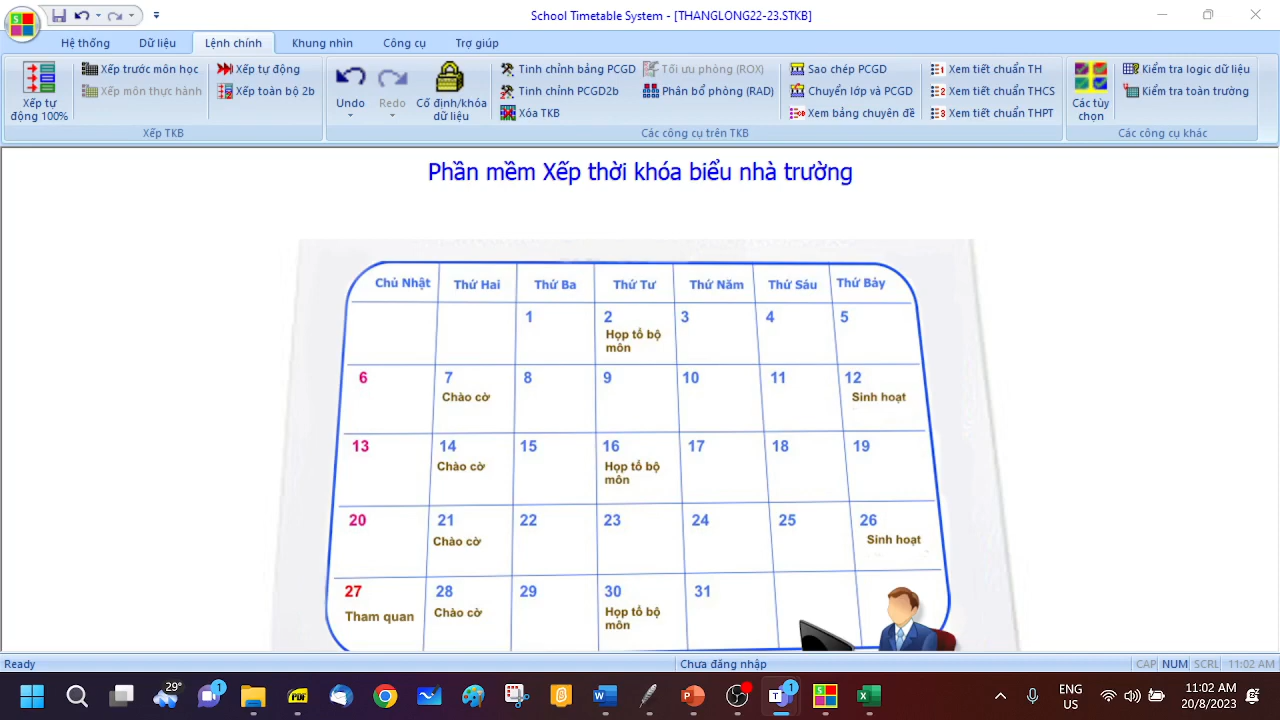 School Timetable System - [THANGLONG22-23.STKB]
Hệ thống Dữ liệu Lệnh chính Khung nhìn Công cụ Trợ giúp
Xếp tự động 100%
Xếp trước môn học
Xếp môn thực hành
Xếp tự động
Xếp toàn bộ 2b
Xếp TKB
Undo
Redo
Cố định/khóa dữ liệu
Tinh chỉnh bảng PCGD
Tinh chỉnh PCGD2b
Xóa TKB
Tối ưu phòng (ROX)
Phân bổ phòng (RAD)
Sao chép PCGD
Chuyển lớp và PCGD
Xem bảng chuyên đề
Xem tiết chuẩn TH
Xem tiết chuẩn THCS
Xem tiết chuẩn THPT
Các công cụ trên TKB
Các tùy chọn
Kiểm tra logic dữ liệu
Kiểm tra toàn trường
Các công cụ khác
Phần mềm Xếp thời khóa biểu nhà trường
Chủ Nhật Thứ Hai Thứ Ba Thứ Tư Thứ Năm Thứ Sáu Thứ Bảy
1 2 3 4 5
Họp tổ bộ môn
6 7 8 9 10 11 12
Chào cờ Sinh hoạt
13 14 15 16 17 18 19
Chào cờ Họp tổ bộ môn
20 21 22 23 24 25 26
Chào cờ Sinh hoạt
27 28 29 30 31
Tham quan Chào cờ Họp tổ bộ môn
Ready Chưa đăng nhập CAP NUM SCRL 11:02 AM
29° 1 PDF 1
ENG US
11:02 AM
20/8/2023